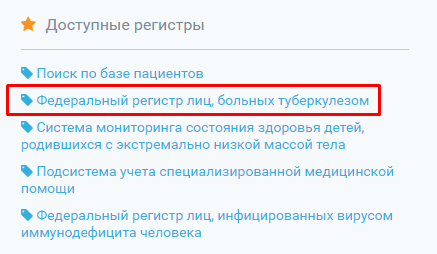 Доступные регистры
Поиск по базе пациентов
Федеральный регистр лиц, больных туберкулезом
Система мониторинга состояния здоровья детей,
родившихся с экстремально низкой массой тела
Подсистема учета специализированной медицинской
помощи
Федеральный регистр лиц, инфицированных вирусом
иммунодефицита человека